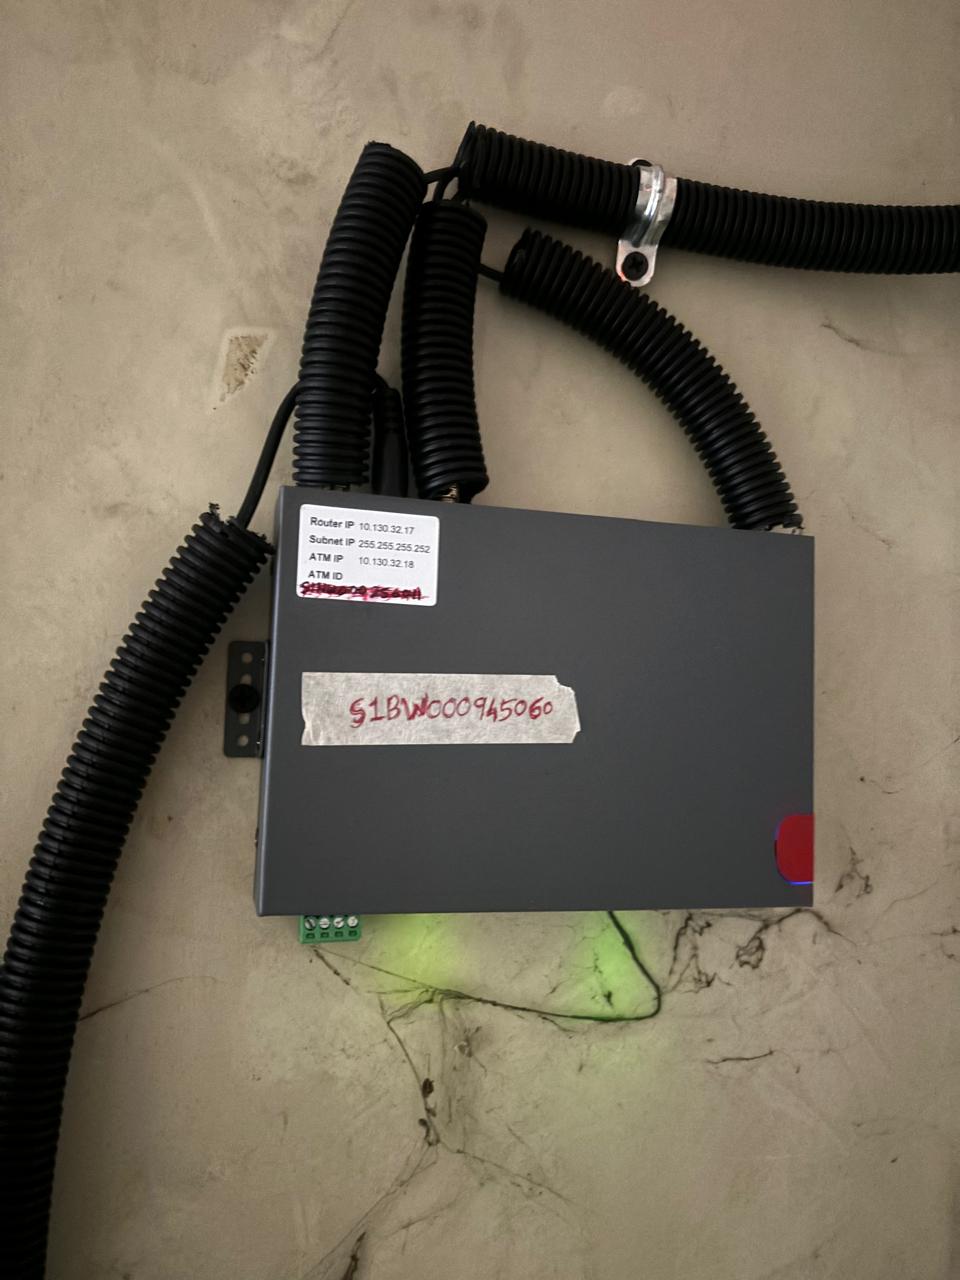 Router IP 10.130.32.17
Subnet IP 255.255.255.252
ATM IP 10.130.32.18
ATM ID
S1BW000945060